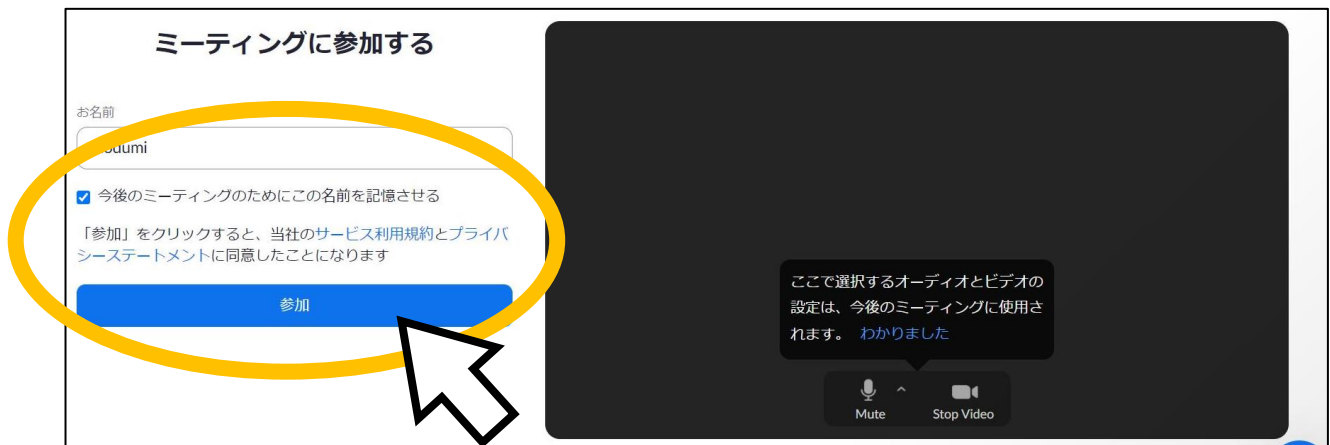 ミーティングに参加する
お名前
今後のミーティングのためにこの名前を記憶させる
「参加」をクリックすると、当社のサービス利用規約とプライバ
シーステートメントに同意したことになります
参加
ここで選択するオーディオとビデオの
設定は、今後のミーティングに使用さ
れます。 わかりました
Mute
Stop Video